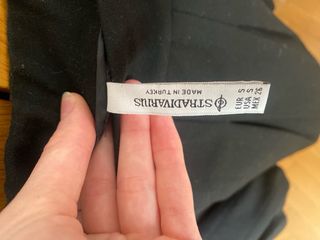 STRADIVARIUS
MADE IN TURKEY
EUR S
USA S
MEX 26